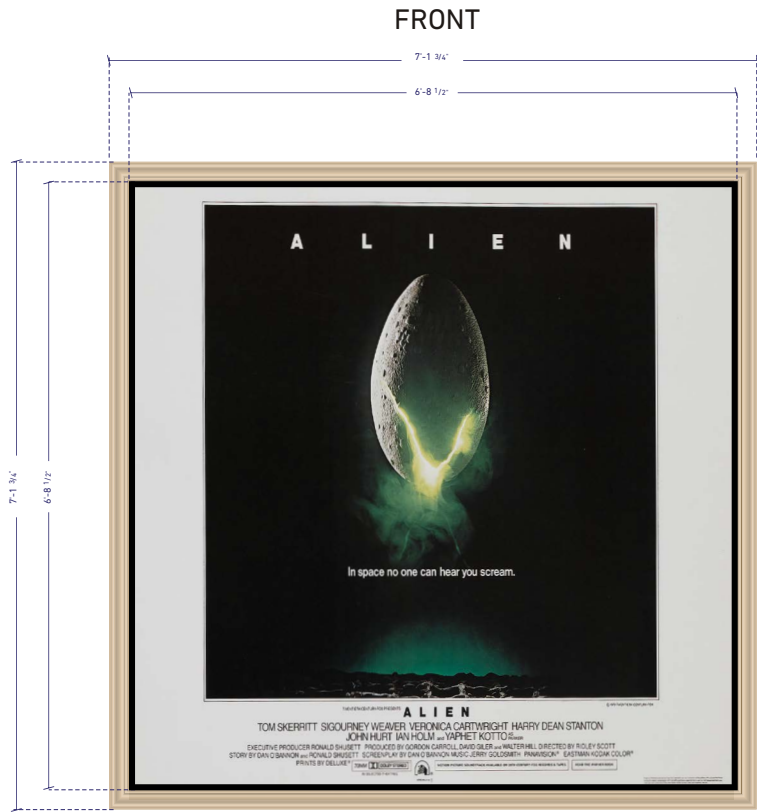 FRONT
7'-1 3/4"
6'-8 1/2"
7'-1 3/4"
6'-8 1/2"
A L I E N
In space no one can hear you scream.
A L I E N
TOM SKERRITT SIGOURNEY WEAVER VERONICA CARTWRIGHT HARRY DEAN STANTON
JOHN HURT IAN HOLM and YAPHET KOTTO AS PARKER
EXECUTIVE PRODUCER RONALD SHUSETT PRODUCED BY GORDON CARROLL, DAVID GILER and WALTER HILL DIRECTED BY RIDLEY SCOTT
STORY BY DAN O'BANNON and RONALD SHUSETT SCREENPLAY BY DAN O'BANNON MUSIC JERRY GOLDSMITH PANAVISION® EASTMAN KODAK COLOR®
PRINTS BY DELUXE®